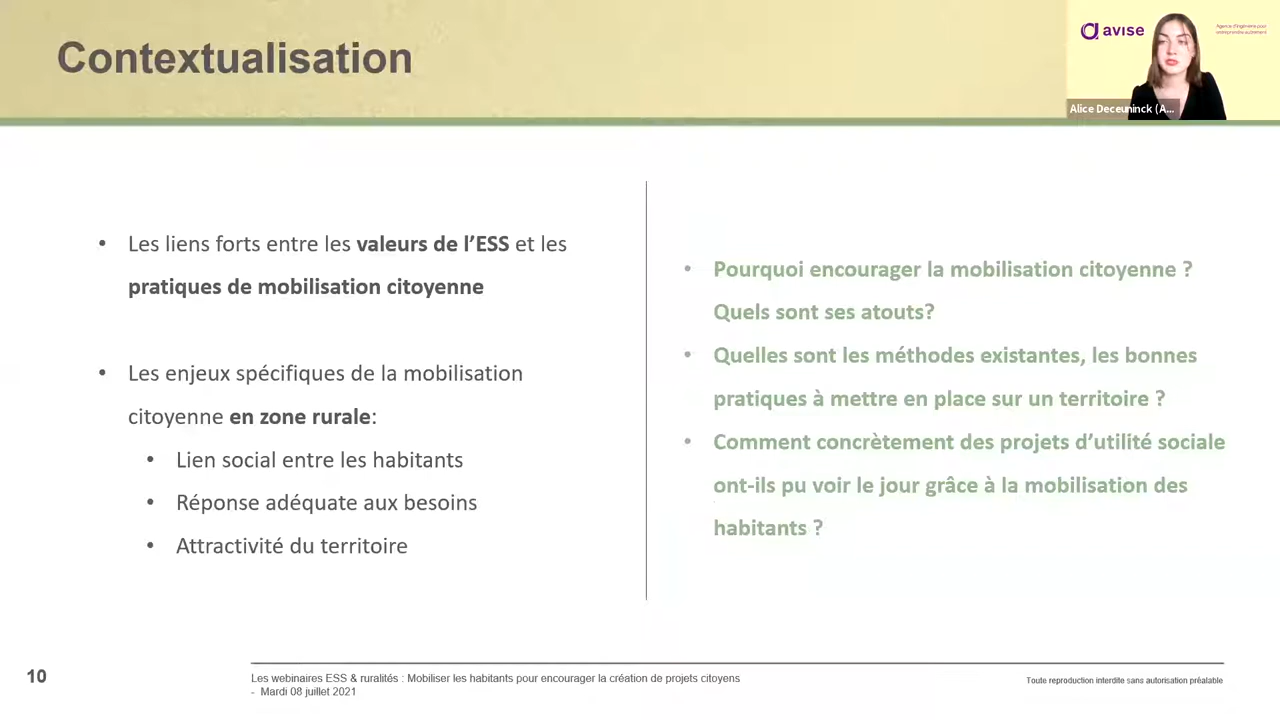 Contextualisation
avise
Agence d'ingénierie pour
entreprendre autrement
Alice Deceuninck (A...
• Les liens forts entre les valeurs de l'ESS et les
pratiques de mobilisation citoyenne
• Les enjeux spécifiques de la mobilisation
citoyenne en zone rurale:
• Lien social entre les habitants
• Réponse adéquate aux besoins
• Attractivité du territoire
• Pourquoi encourager la mobilisation citoyenne ?
Quels sont ses atouts?
• Quelles sont les méthodes existantes, les bonnes
pratiques à mettre en place sur un territoire ?
• Comment concrètement des projets d'utilité sociale
ont-ils pu voir le jour grâce à la mobilisation des
habitants ?
10
Les webinaires ESS & ruralités : Mobiliser les habitants pour encourager la création de projets citoyens
- Mardi 08 juillet 2021
Toute reproduction interdite sans autorisation préalable